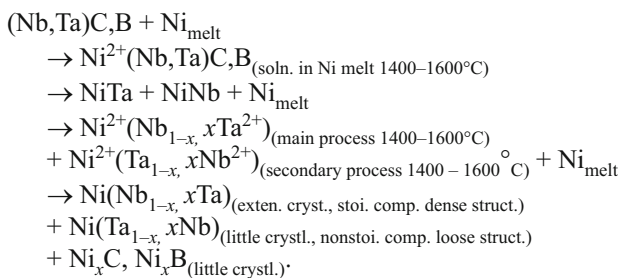 (Nb,Ta)C,B + Ni_melt
→ Ni²⁺(Nb,Ta)C,B_(soln. in Ni melt 1400–1600°C)
→ NiTa + NiNb + Ni_melt
→ Ni²⁺(Nb_1–x, xTa²⁺)_(main process 1400–1600°C)
+ Ni²⁺(Ta_1–x, xNb²⁺)_(secondary process 1400 – 1600°C) + Ni_melt
→ Ni(Nb_1–x, xTa)_(exten. cryst., stoi. comp. dense struct.)
+ Ni(Ta_1–x, xNb)_(little crystl., nonstoi. comp. loose struct.)
+ Ni_xC, Ni_xB_(little crystl.).